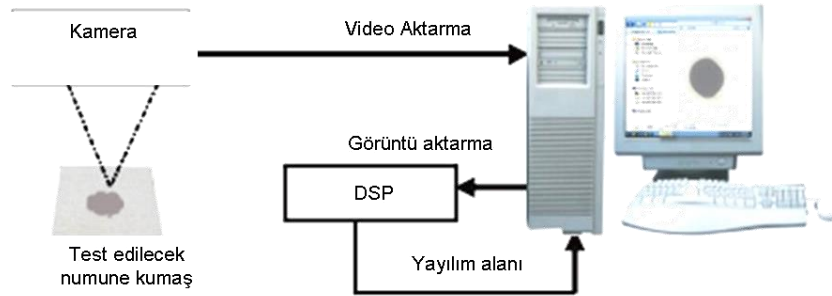 Kamera
Video Aktarma
Görüntü aktarma
DSP
Test edilecek
numune kumaş
Yayılım alanı